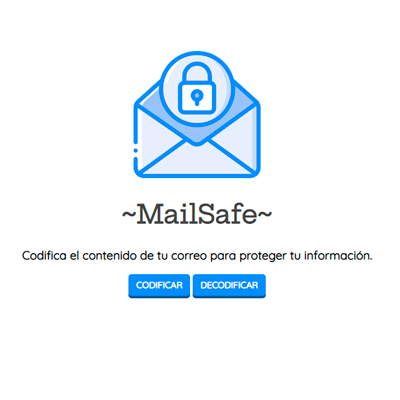 ~MailSafe~
Codifica el contenido de tu correo para proteger tu información.
CODIFICAR DECODIFICAR